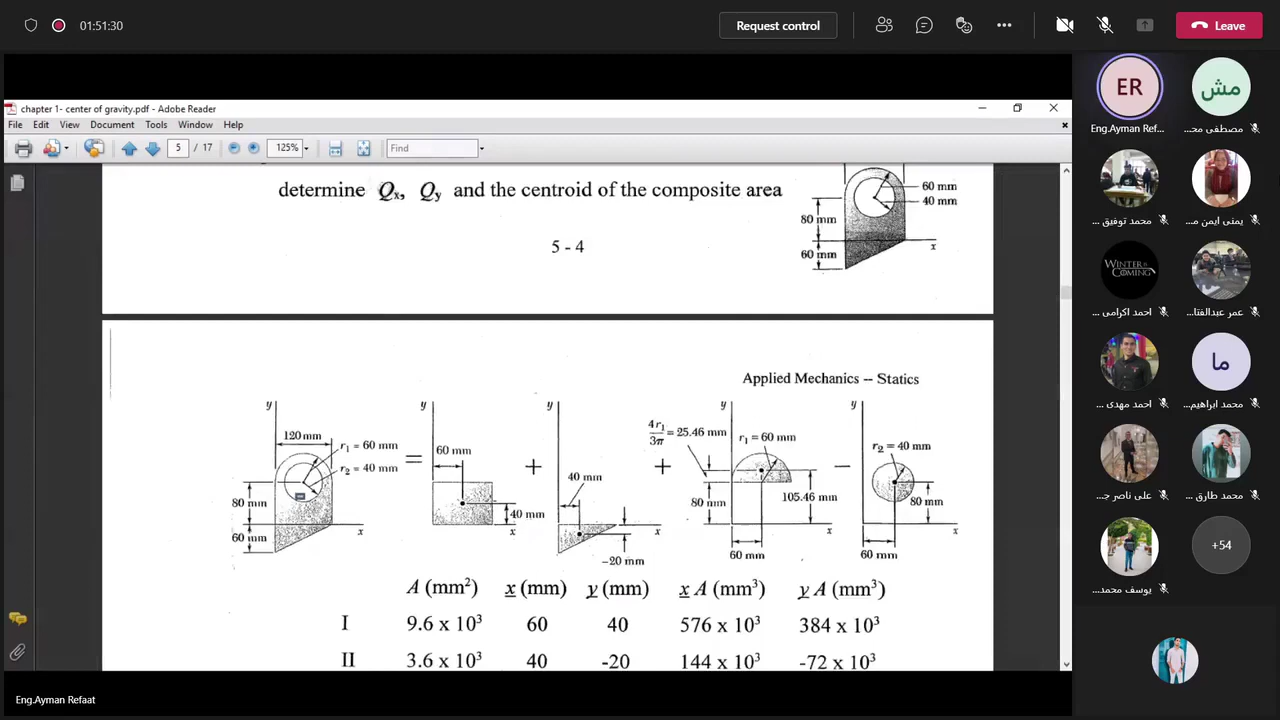 01:51:30
Request control
Leave
chapter 1- center of gravity.pdf - Adobe Reader
File Edit View Document Tools Window Help
5 / 17 125% Find
determine Qx, Qy and the centroid of the composite area
5 - 4
60 mm
40 mm
80 mm
60 mm
x
Applied Mechanics -- Statics
y
120 mm
r1 = 60 mm
r2 = 40 mm
80 mm
60 mm
x
=
y
60 mm
40 mm
x
+
y
40 mm
x
-20 mm
+
y
4r1/3π = 25.46 mm
r1 = 60 mm
105.46 mm
80 mm
x
60 mm
−
y
r2 = 40 mm
80 mm
x
60 mm
A (mm²) x (mm) y (mm) x A (mm³) y A (mm³)
I 9.6 x 10³ 60 40 576 x 10³ 384 x 10³
II 3.6 x 10³ 40 -20 144 x 10³ -72 x 10³
Eng.Ayman Refaat
ER
Eng.Ayman Refaf...
مش
مصطفى محـ...
محمد توفيق ...
يمنى ايمن مـ...
WINTER IS COMING
احمد اكرامى ...
عمر عبدالفتا...
احمد مهدى ...
ما
محمد ابراهيم...
على ناصر جـ...
محمد طارق ...
يوسف محمد...
+54